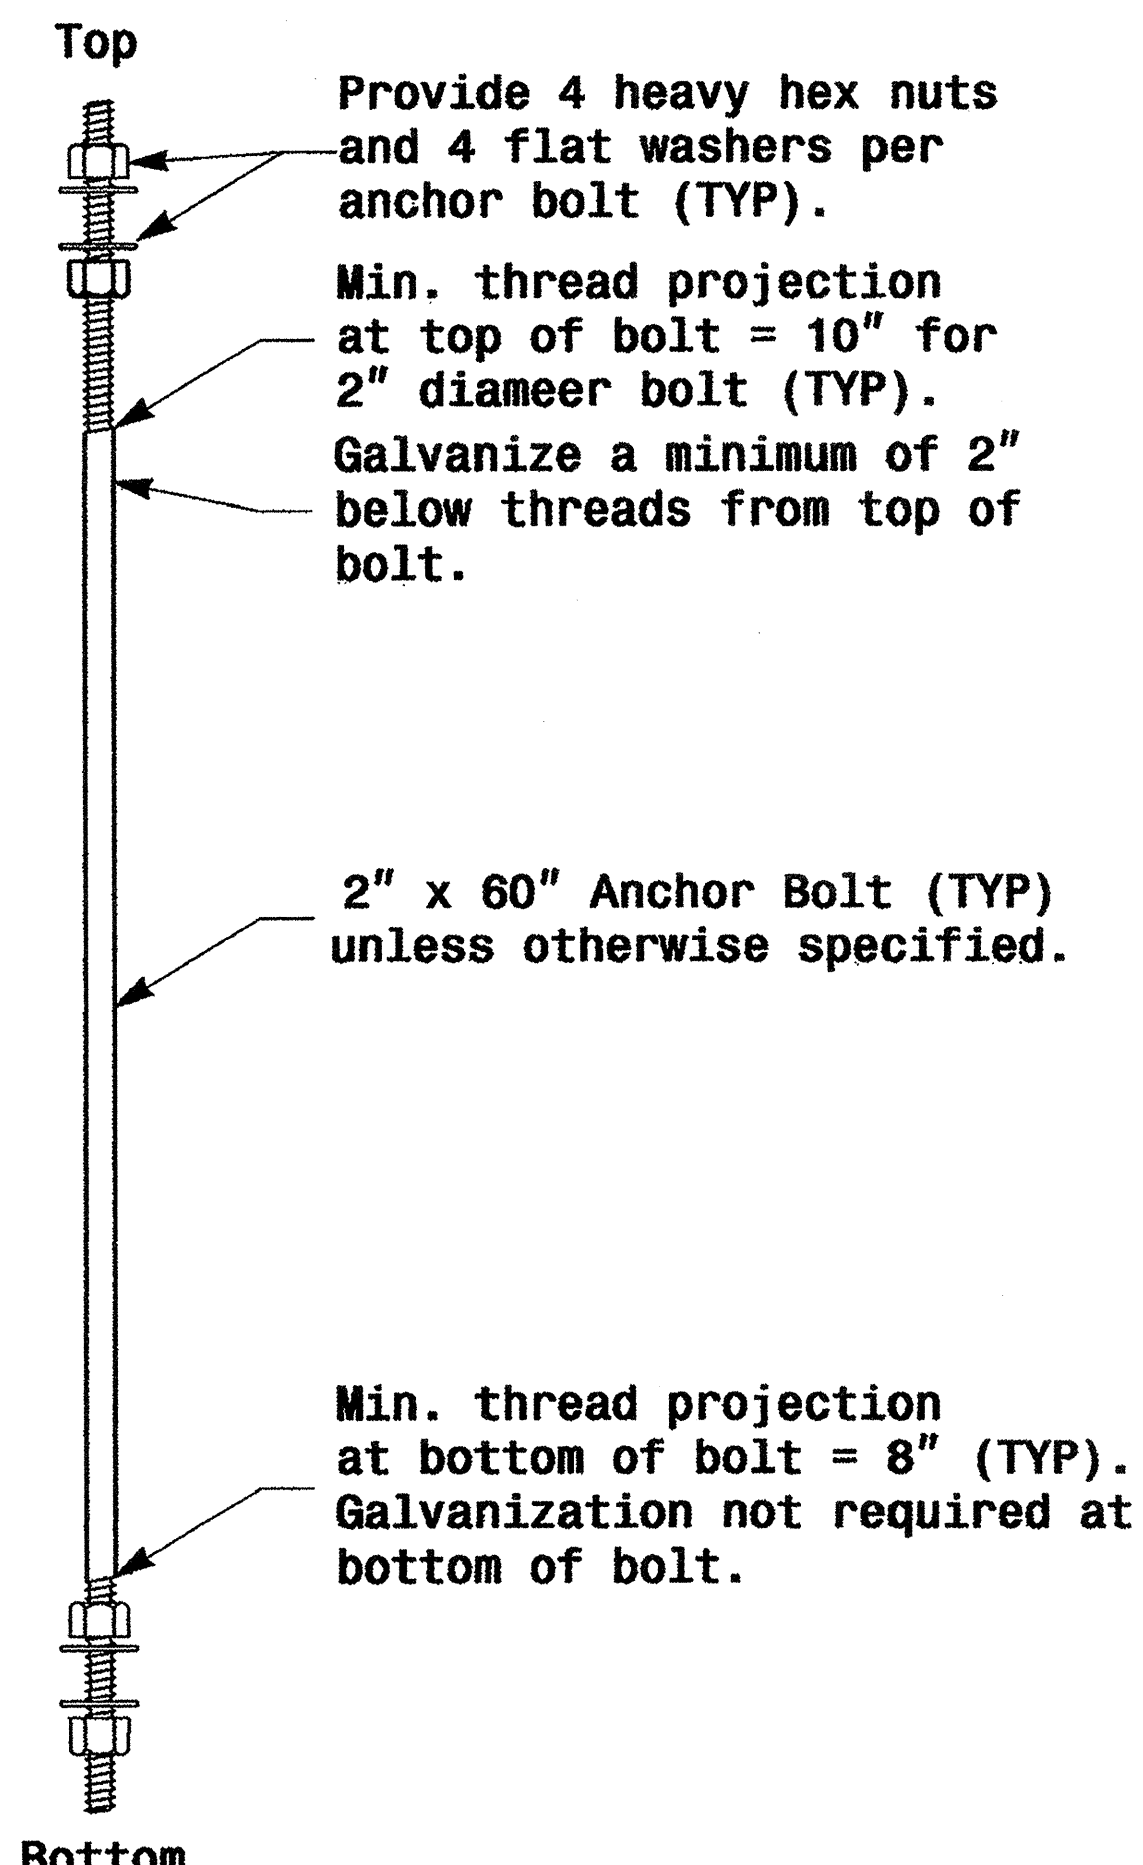 Top
Provide 4 heavy hex nuts
and 4 flat washers per
anchor bolt (TYP).
Min. thread projection
at top of bolt = 10" for
2" diameer bolt (TYP).
Galvanize a minimum of 2"
below threads from top of
bolt.
2" x 60" Anchor Bolt (TYP)
unless otherwise specified.
Min. thread projection
at bottom of bolt = 8" (TYP).
Galvanization not required at
bottom of bolt.
Bottom